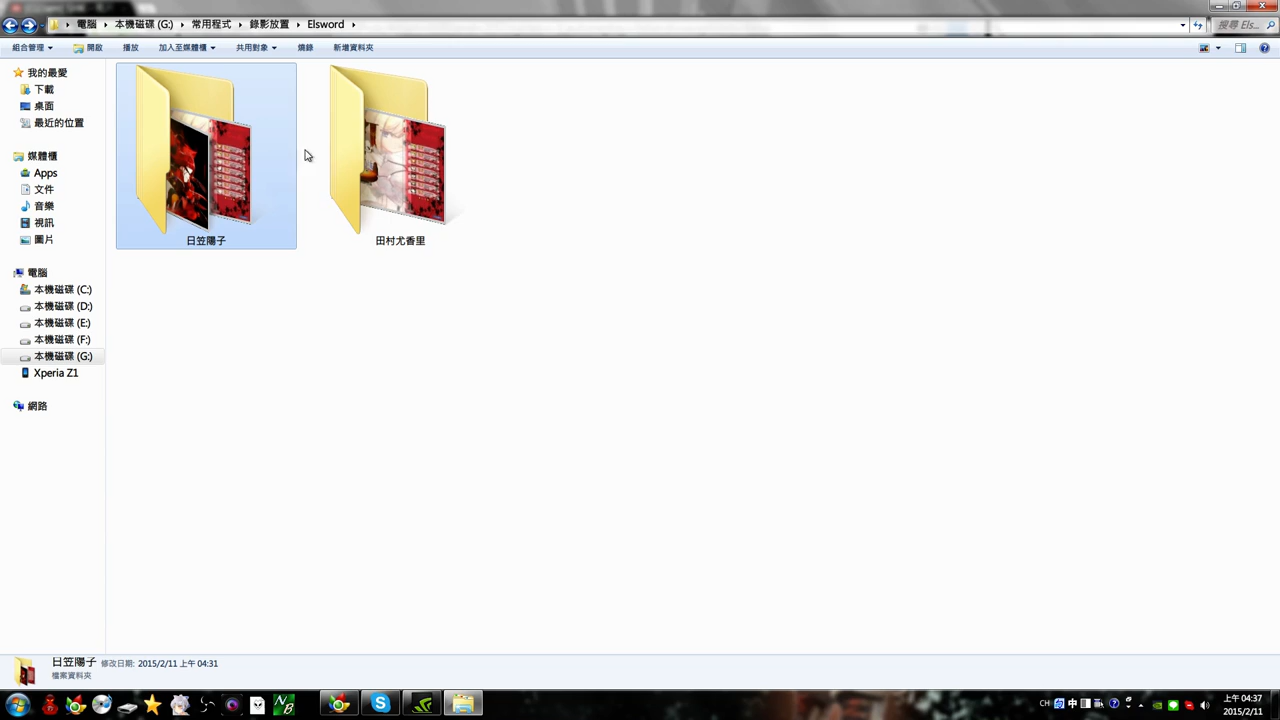 電腦 本機磁碟 (G:) 常用程式 錄影放置 Elsword
搜尋 Els...
組合管理 開啟 播放 加入至媒體櫃 共用對象 燒錄 新增資料夾
我的最愛
下載
桌面
最近的位置
媒體櫃
Apps
文件
音樂
視訊
圖片
電腦
本機磁碟 (C:)
本機磁碟 (D:)
本機磁碟 (E:)
本機磁碟 (F:)
本機磁碟 (G:)
Xperia Z1
網路
日笠陽子
田村尤香里
日笠陽子 修改日期: 2015/2/11 上午 04:31
檔案資料夾
CH 中
上午 04:37
2015/2/11